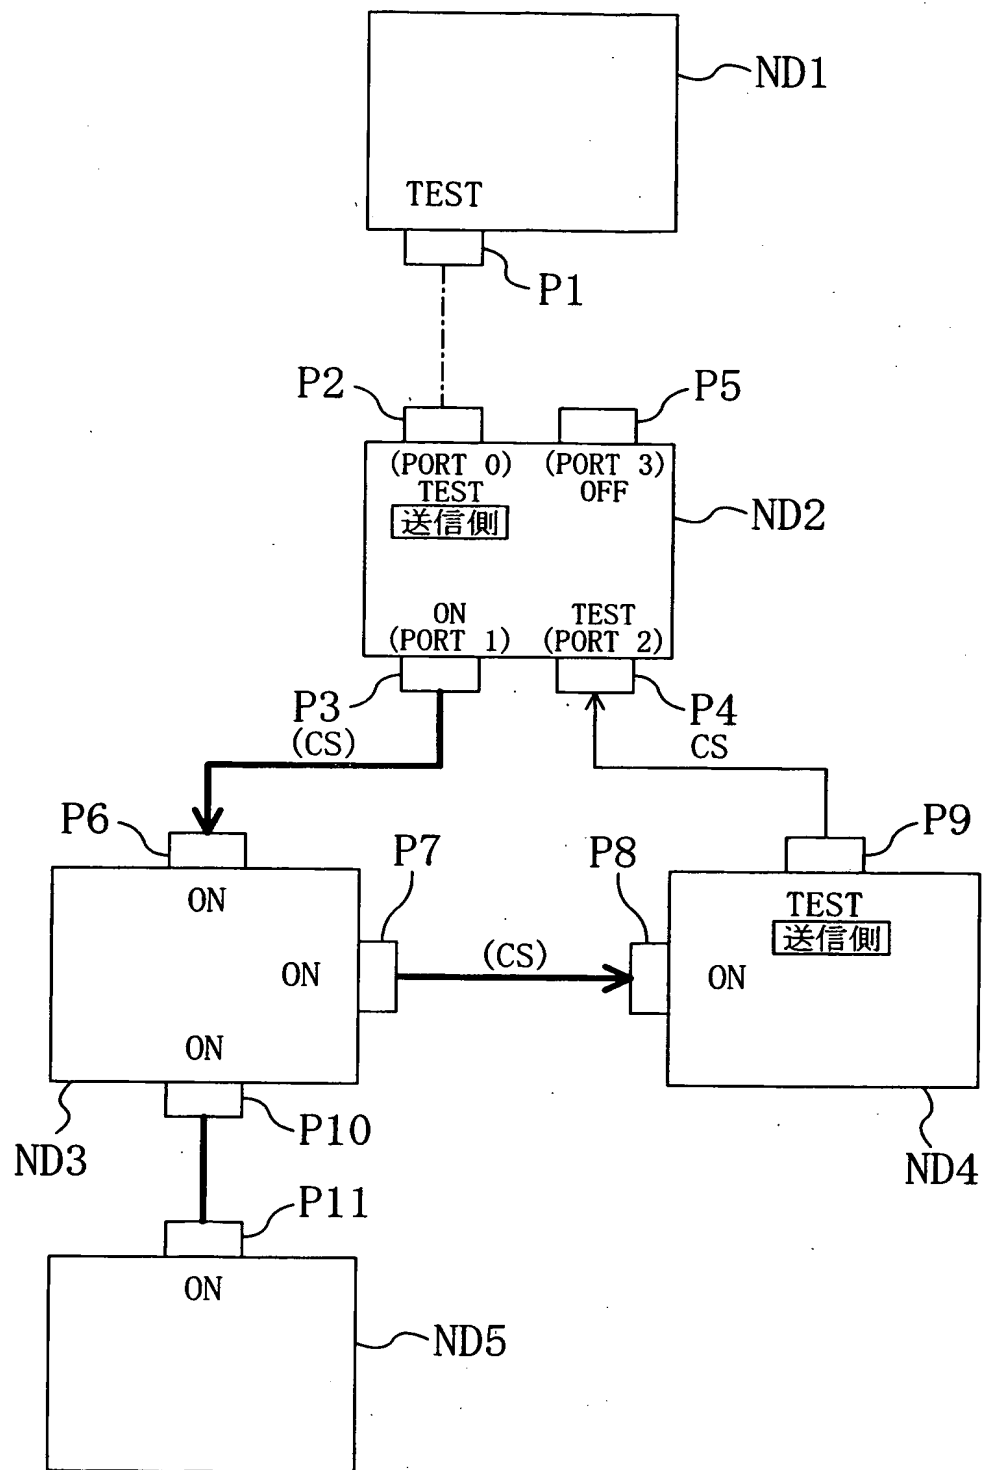 ND1
TEST
P1
P2
P5
(PORT 0) (PORT 3)
TEST OFF
送信側
ND2
ON TEST
(PORT 1) (PORT 2)
P3
P4
(CS)
CS
P6
P7
P8
P9
ON
TEST
送信側
(CS)
ON
ON
ON
P10
ND3
ND4
P11
ON
ND5